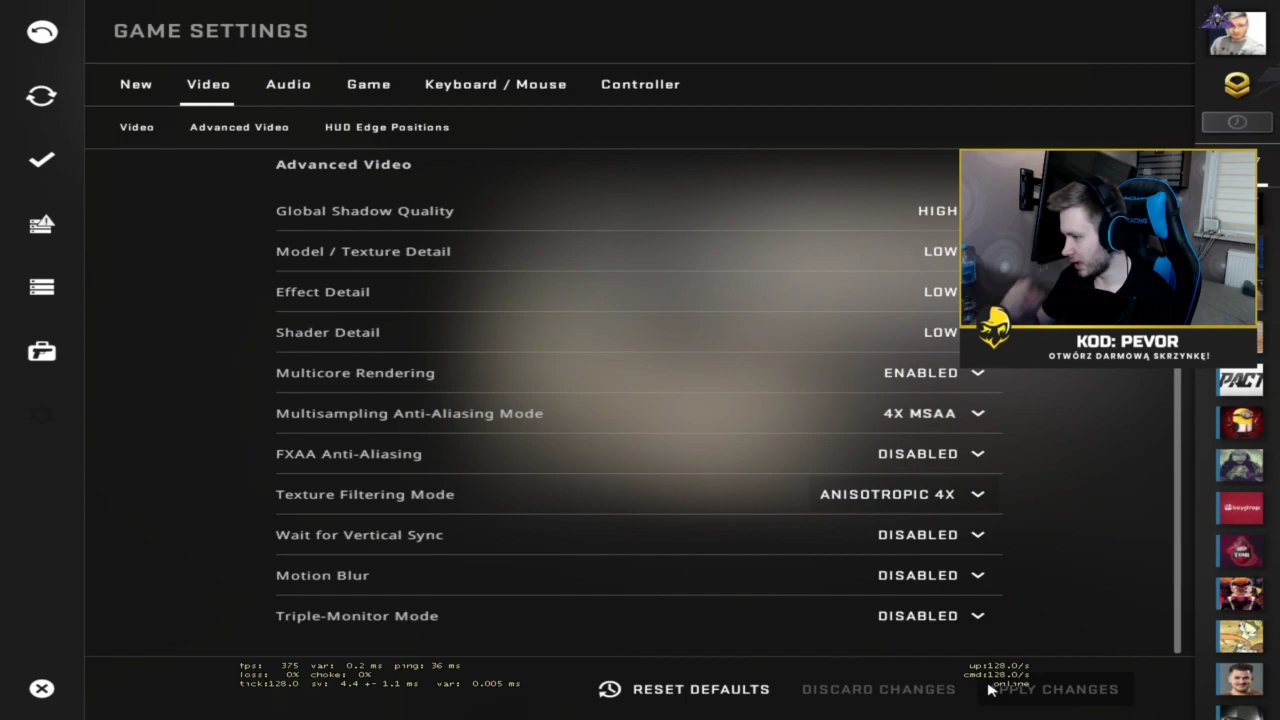 GAME SETTINGS
New Video Audio Game Keyboard / Mouse Controller
Video Advanced Video HUD Edge Positions
Advanced Video
Global Shadow Quality HIGH
Model / Texture Detail LOW
Effect Detail LOW
Shader Detail LOW
KOD: PEVOR
OTWÓRZ DARMOWĄ SKRZYNKĘ!
Multicore Rendering ENABLED
Multisampling Anti-Aliasing Mode 4X MSAA
FXAA Anti-Aliasing DISABLED
Texture Filtering Mode ANISOTROPIC 4X
keydrop
Wait for Vertical Sync DISABLED
Motion Blur DISABLED
Triple-Monitor Mode DISABLED
fps: 375 var: 0.2 ms ping: 36 ms
loss: 0% choke: 0%
tick:128.0 sv: 4.4 +- 1.1 ms var: 0.005 ms
up:128.0/s
cmd:128.0/s
online
RESET DEFAULTS DISCARD CHANGES APPLY CHANGES